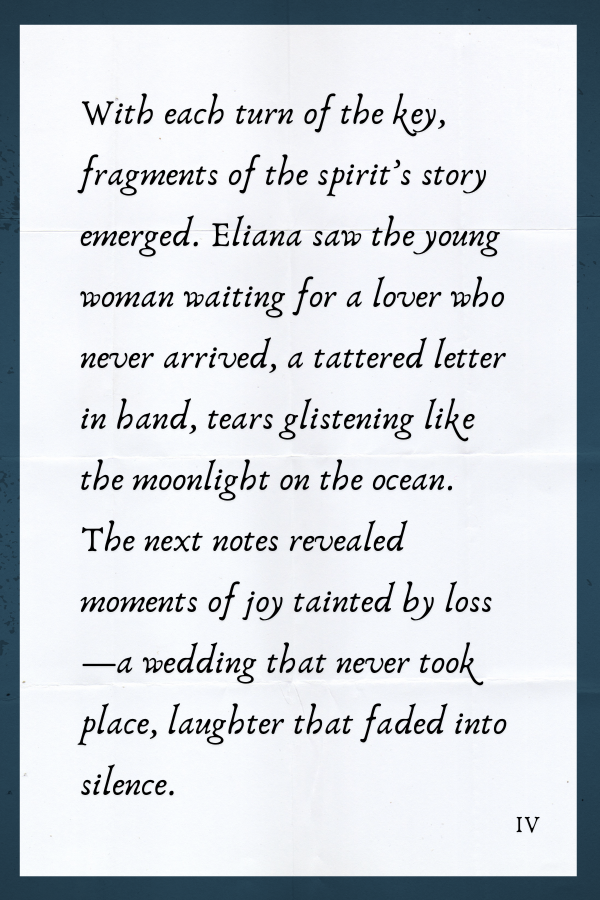 With each turn of the key,
fragments of the spirit’s story
emerged. Eliana saw the young
woman waiting for a lover who
never arrived, a tattered letter
in hand, tears glistening like
the moonlight on the ocean.
The next notes revealed
moments of joy tainted by loss
—a wedding that never took
place, laughter that faded into
silence.
IV